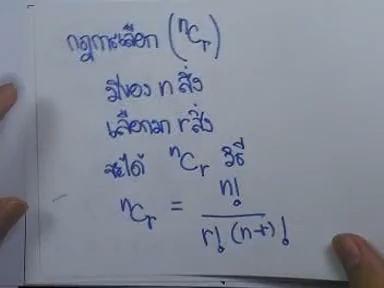 กฎการเลือก (ⁿCᵣ)
มีของ n สิ่ง
เลือกมา r สิ่ง
จะได้ ⁿCᵣ วิธี
ⁿCᵣ = n! / r! (n-r)!